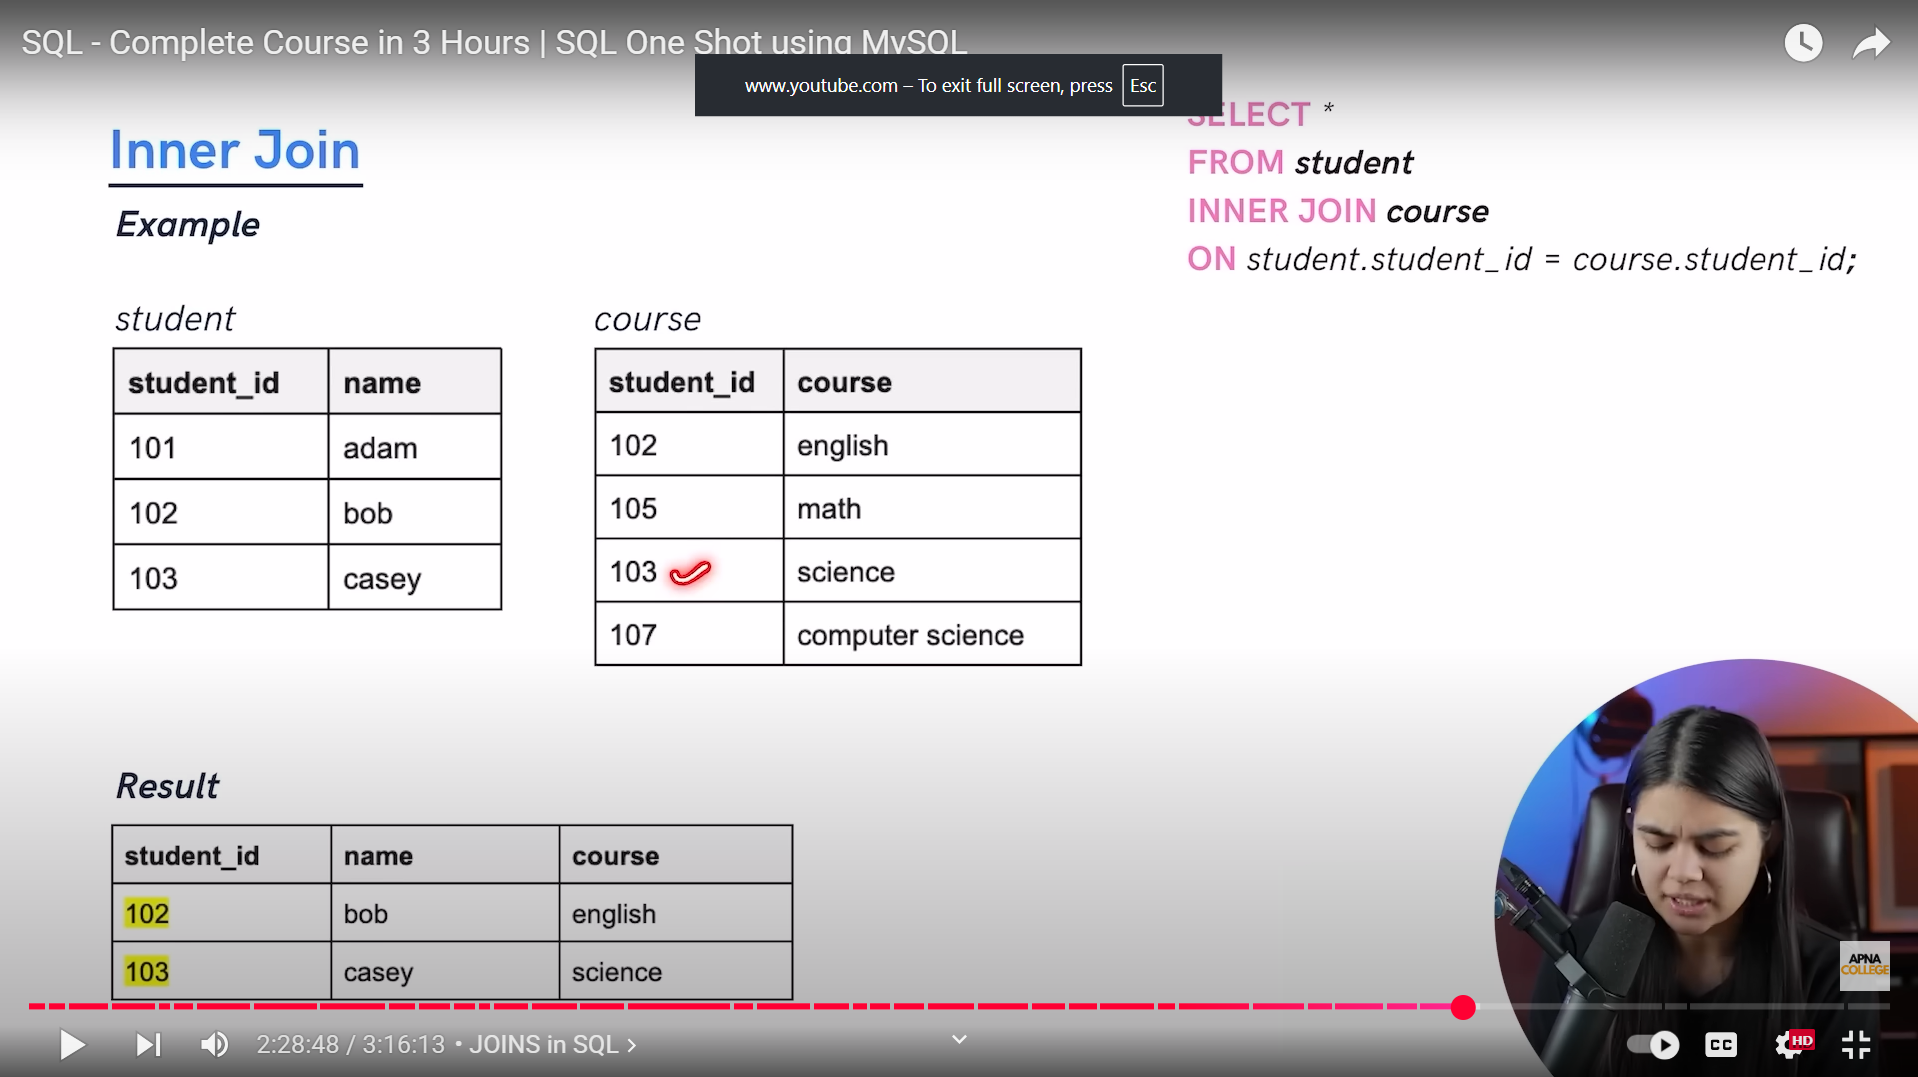 SQL - Complete Course in 3 Hours | SQL One Shot using MySQL
www.youtube.com – To exit full screen, press Esc
Inner Join
Example
SELECT *
FROM student
INNER JOIN course
ON student.student_id = course.student_id;
student
student_id name
101 adam
102 bob
103 casey
course
student_id course
102 english
105 math
103 science
107 computer science
Result
student_id name course
102 bob english
103 casey science
APNA
COLLEGE
2:28:48 / 3:16:13 • JOINS in SQL >
CC
HD